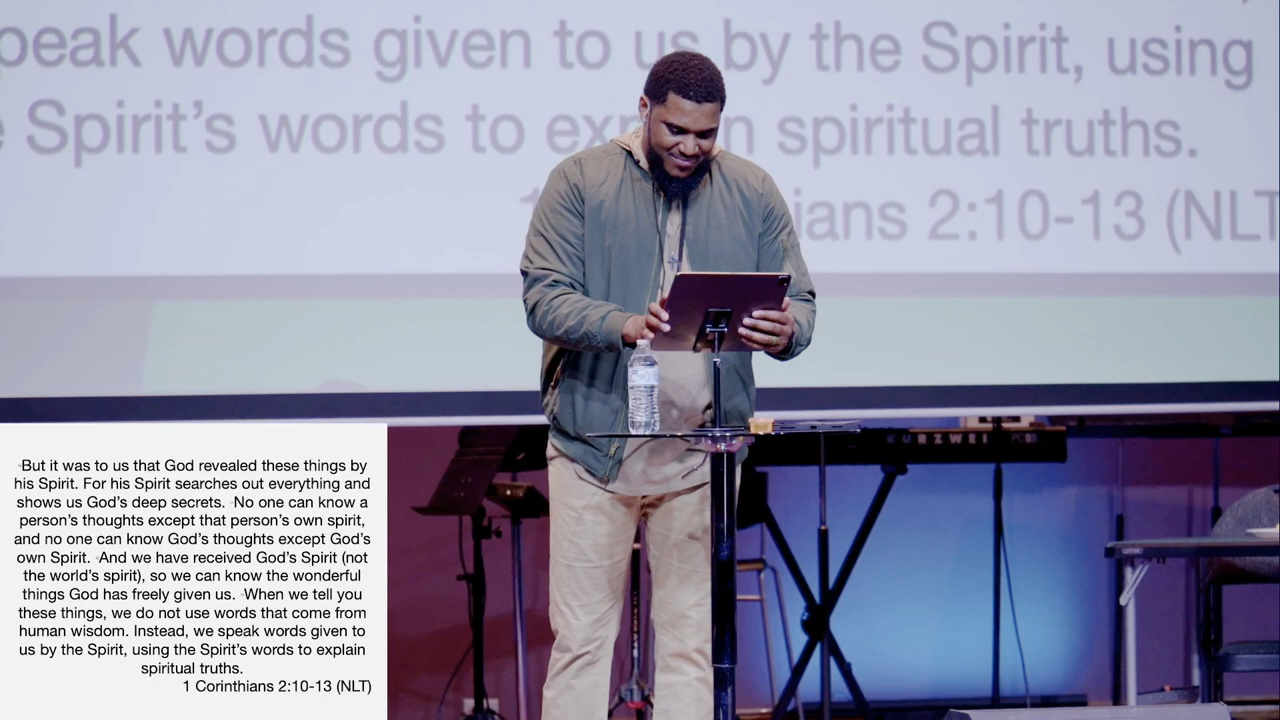 peak words given to us by the Spirit, using
Spirit's words to explain spiritual truths.
ians 2:10-13 (NLT
KURZWEI
PC88
But it was to us that God revealed these things by
his Spirit. For his Spirit searches out everything and
shows us God's deep secrets. No one can know a
person's thoughts except that person's own spirit,
and no one can know God's thoughts except God's
own Spirit. And we have received God's Spirit (not
the world's spirit), so we can know the wonderful
things God has freely given us. When we tell you
these things, we do not use words that come from
human wisdom. Instead, we speak words given to
us by the Spirit, using the Spirit's words to explain
spiritual truths.
1 Corinthians 2:10-13 (NLT)